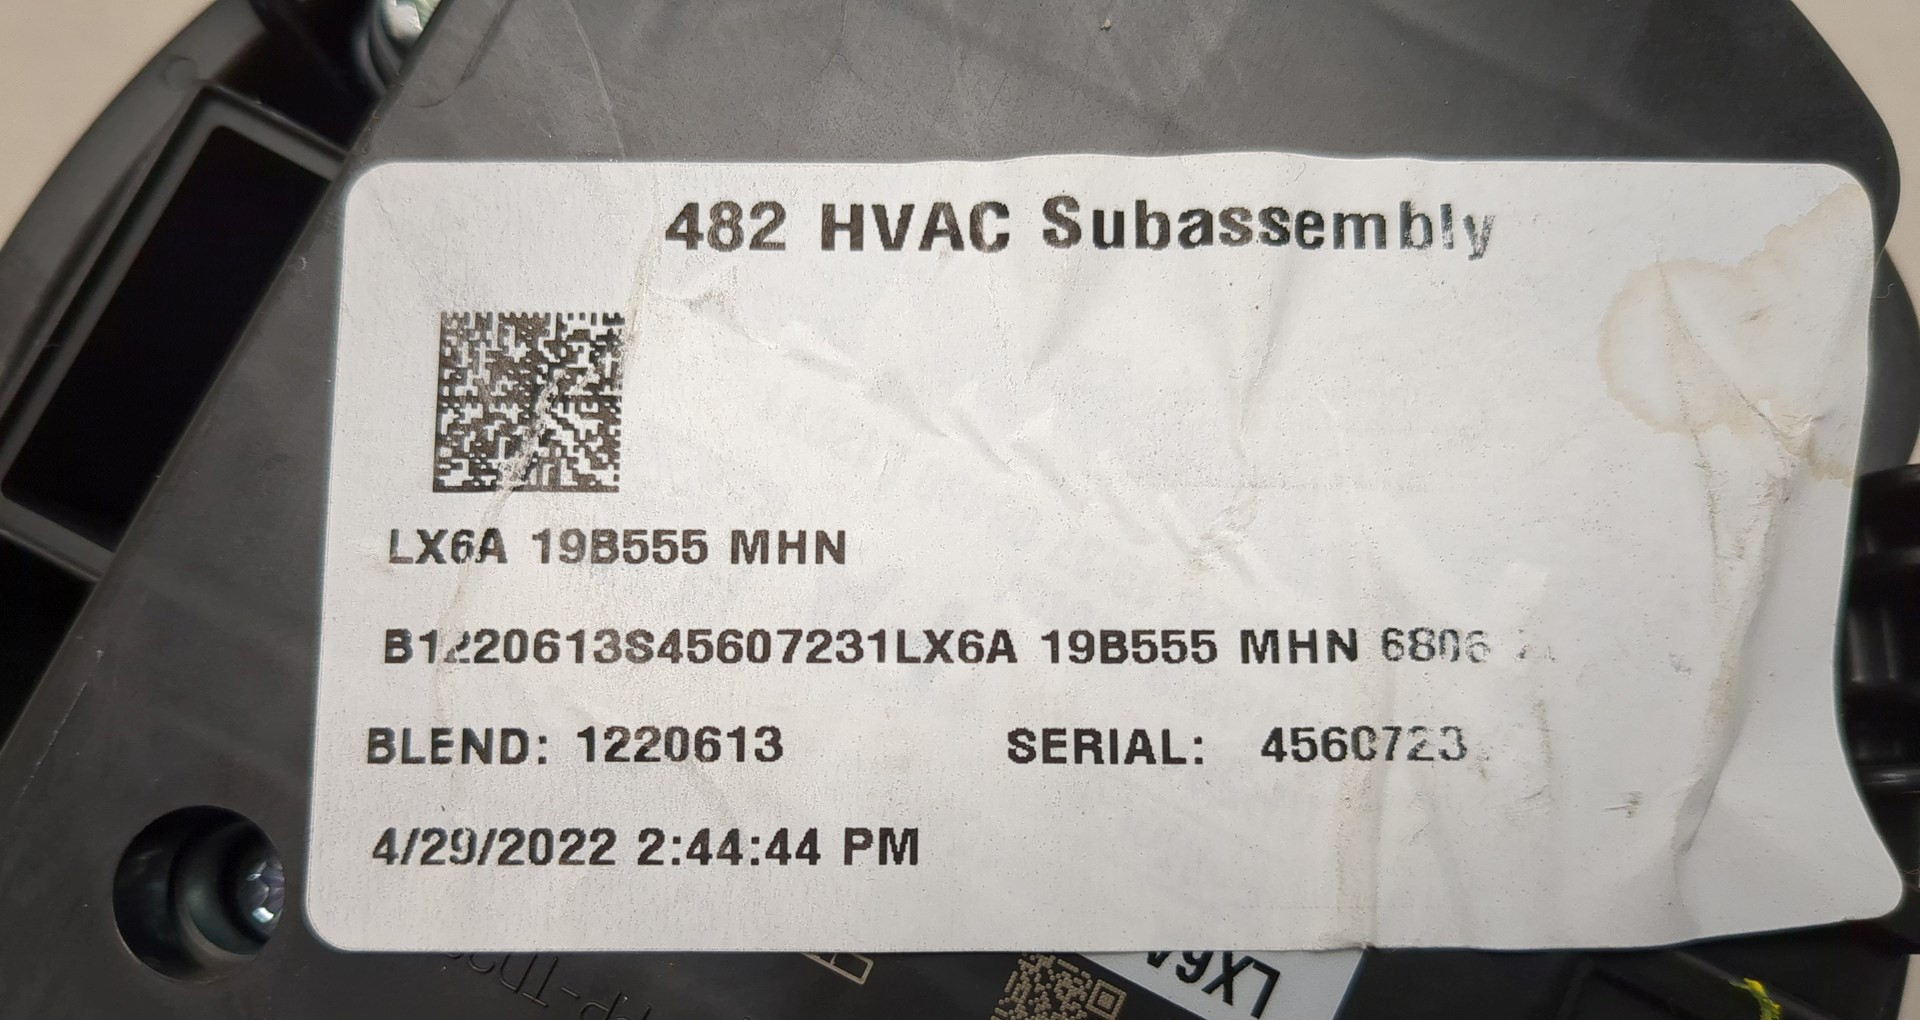 482 HVAC Subassembly
LX6A 19B555 MHN
B1220613S45607231LX6A 19B555 MHN 6806
BLEND: 1220613 SERIAL: 4560723
4/29/2022 2:44:44 PM
LX6A